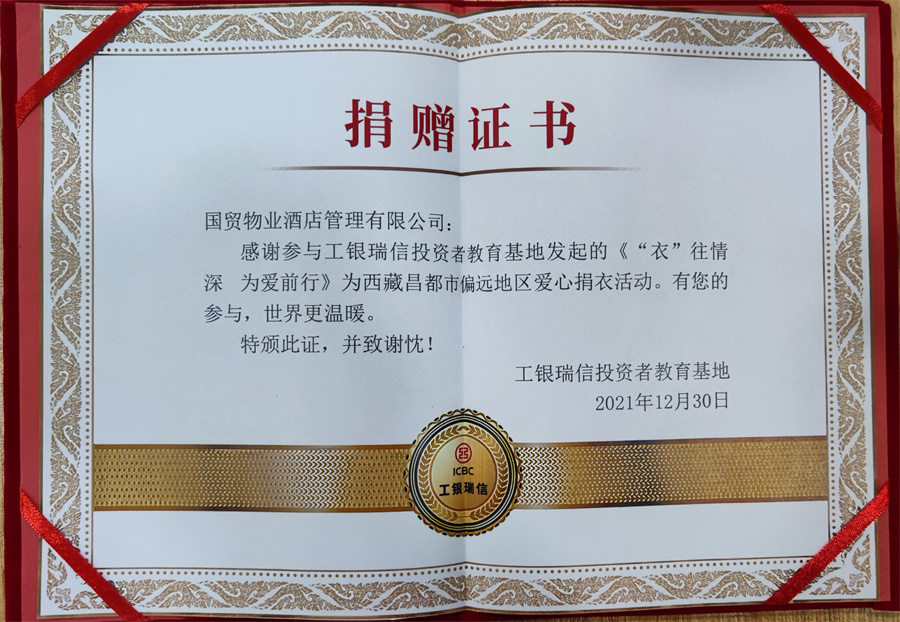 捐赠证书
国贸物业酒店管理有限公司：
感谢参与工银瑞信投资者教育基地发起的《“衣”往情
深 为爱前行》为西藏昌都市偏远地区爱心捐衣活动。有您的
参与，世界更温暖。
特颁此证，并致谢忱！
工银瑞信投资者教育基地
2021年12月30日
ICBC
工银瑞信